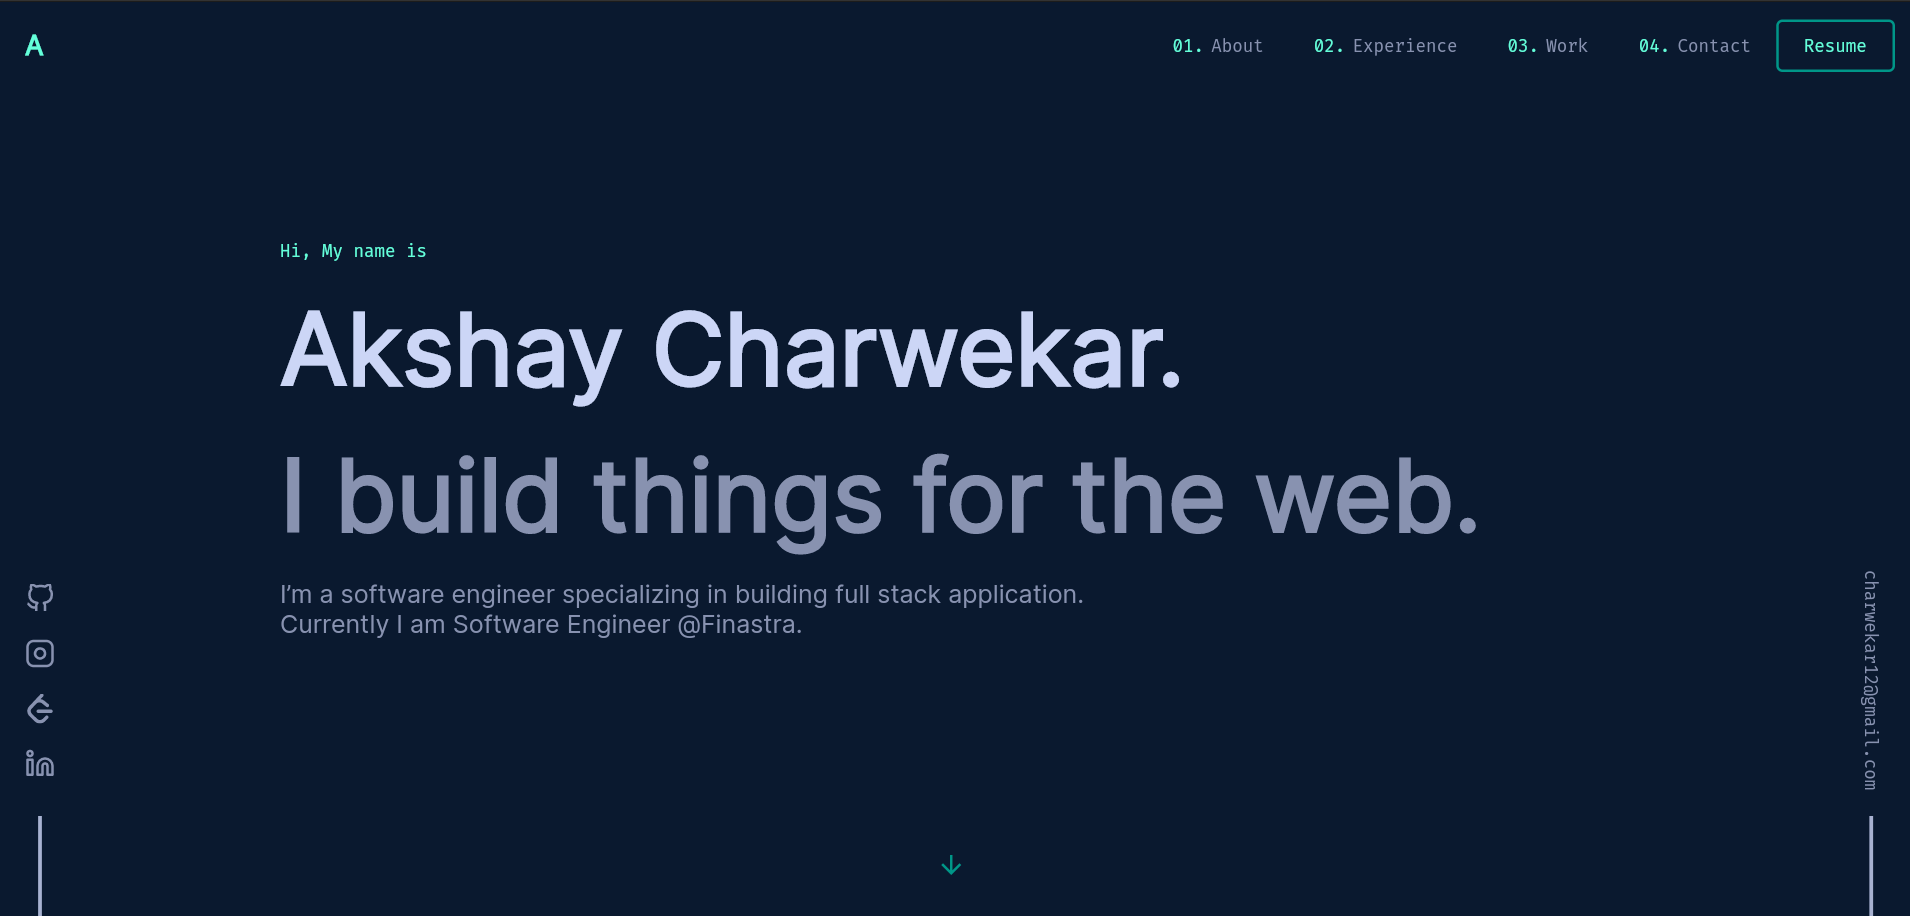 A
01. About
02. Experience
03. Work
04. Contact
Resume
Hi, My name is
Akshay Charwekar.
I build things for the web.
I’m a software engineer specializing in building full stack application.
Currently I am Software Engineer @Finastra.
charwekar12@gmail.com